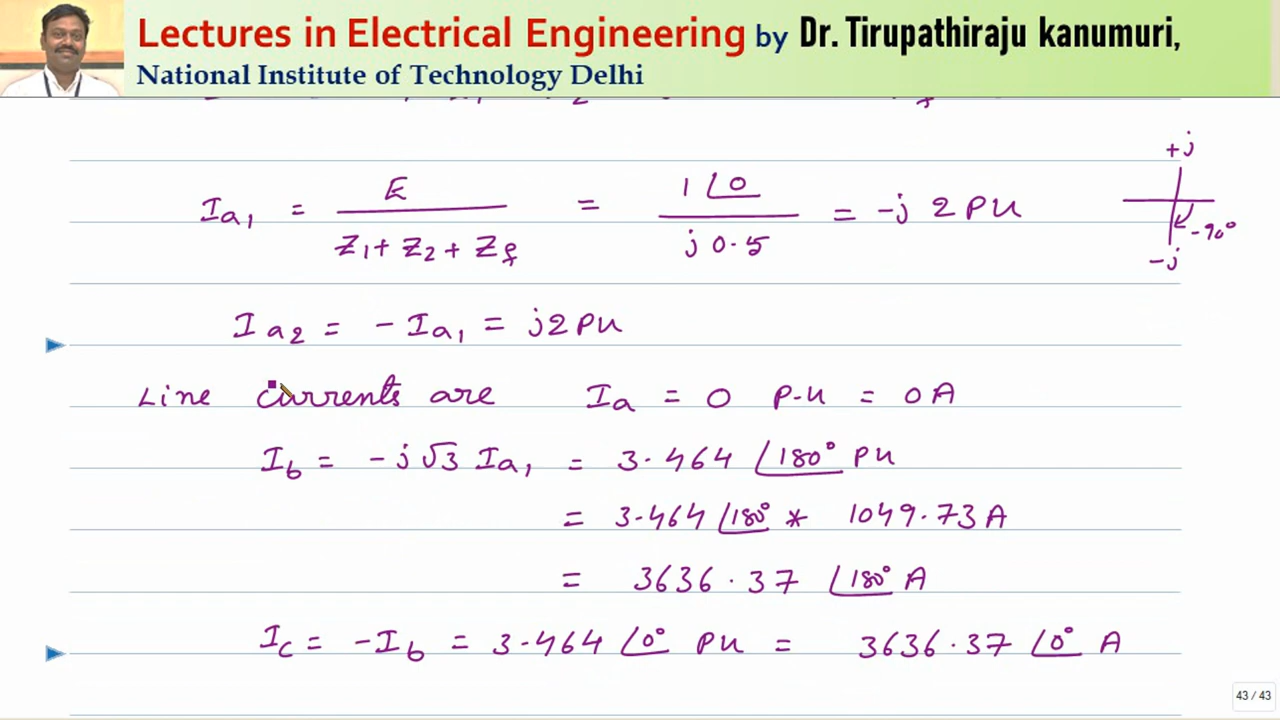 Lectures in Electrical Engineering by Dr. Tirupathiraju kanumuri,
National Institute of Technology Delhi
+j
Ia1 = E / (Z1 + Z2 + Zf) = 1∠0 / j 0.5 = -j 2 PU
-90°
-j
Ia2 = - Ia1 = j2 PU
Line currents are Ia = 0 P.U = 0 A
Ib = -j √3 Ia1 = 3.464 ∠180° PU
= 3.464 ∠180° * 1049.73 A
= 3636.37 ∠180° A
Ic = - Ib = 3.464 ∠0° PU = 3636.37 ∠0° A
43 / 43